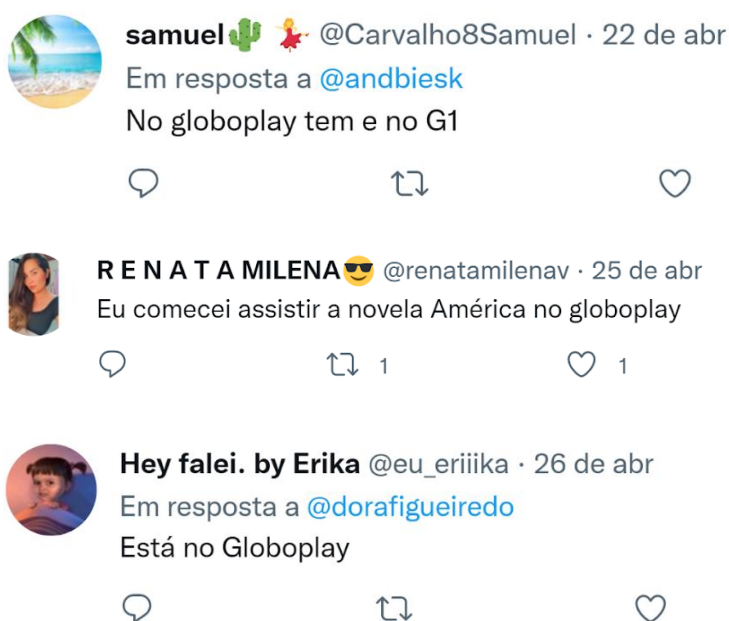 samuel🌵 💃 @Carvalho8Samuel · 22 de abr
Em resposta a @andbiesk
No globoplay tem e no G1
R E N A T A MILENA😎 @renatamilenav · 25 de abr
Eu comecei assistir a novela América no globoplay
1 1
Hey falei. by Erika @eu_eriiika · 26 de abr
Em resposta a @dorafigueiredo
Está no Globoplay